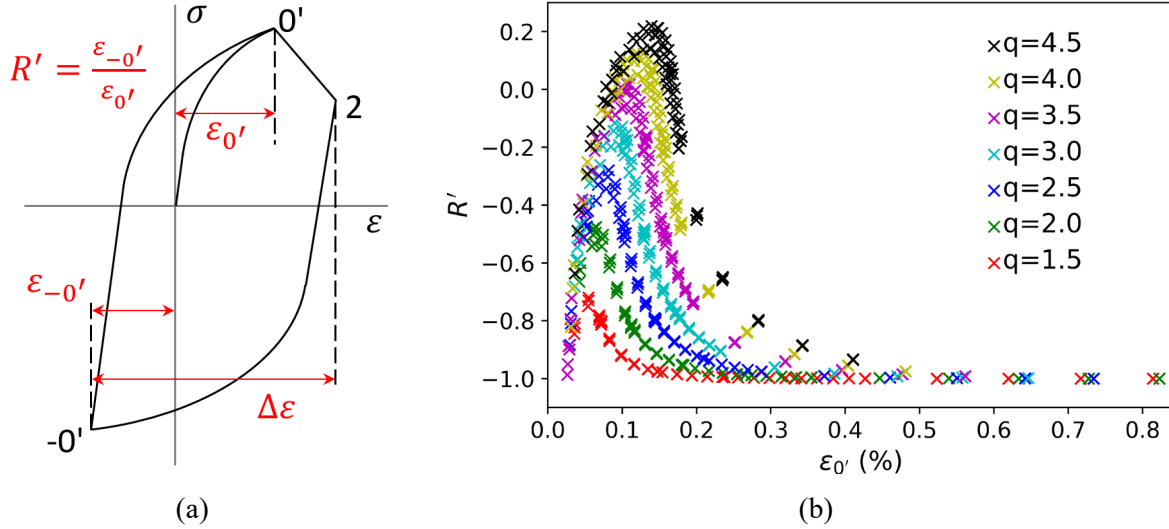 σ
0'
R′ = ε₋₀′ / ε₀′
2
ε₀′
ε
ε₋₀′
Δε
-0'
(a)
R′
0.2
0.0
−0.2
−0.4
−0.6
−0.8
−1.0
0.0 0.1 0.2 0.3 0.4 0.5 0.6 0.7 0.8
ε₀′ (%)
q=4.5
q=4.0
q=3.5
q=3.0
q=2.5
q=2.0
q=1.5
(b)